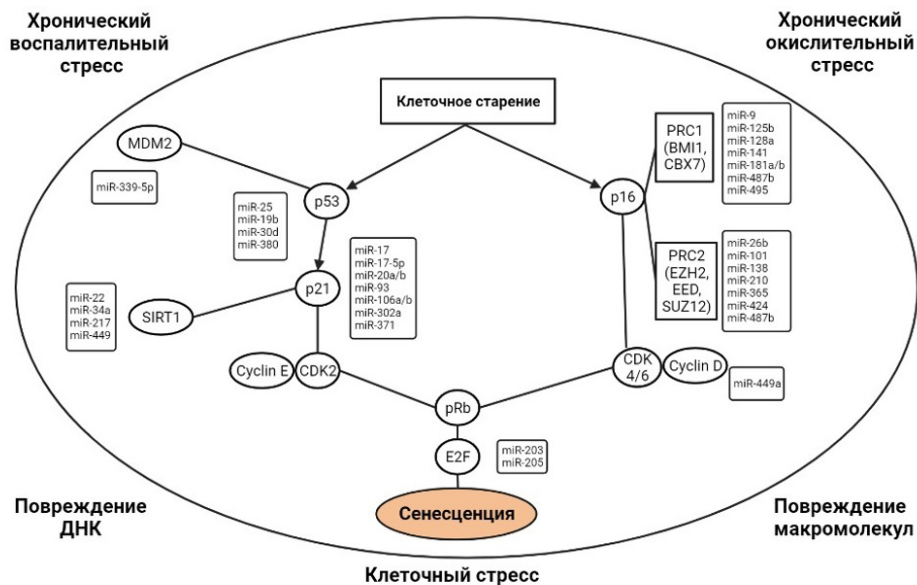 Хронический
воспалительный
стресс
Хронический
окислительный
стресс
Клеточное старение
MDM2
miR-339-5p
p53
miR-25
miR-19b
miR-30d
miR-380
p16
PRC1
(BMI1,
CBX7)
miR-9
miR-125b
miR-128a
miR-141
miR-181a/b
miR-487b
miR-495
p21
miR-17
miR-17-5p
miR-20a/b
miR-93
miR-106a/b
miR-302a
miR-371
PRC2
(EZH2,
EED,
SUZ12)
miR-26b
miR-101
miR-138
miR-210
miR-365
miR-424
miR-487b
miR-22
miR-34a
miR-217
miR-449
SIRT1
Cyclin E
CDK2
CDK
4/6
Cyclin D
miR-449a
pRb
E2F
miR-203
miR-205
Сенесценция
Повреждение
ДНК
Повреждение
макромолекул
Клеточный стресс